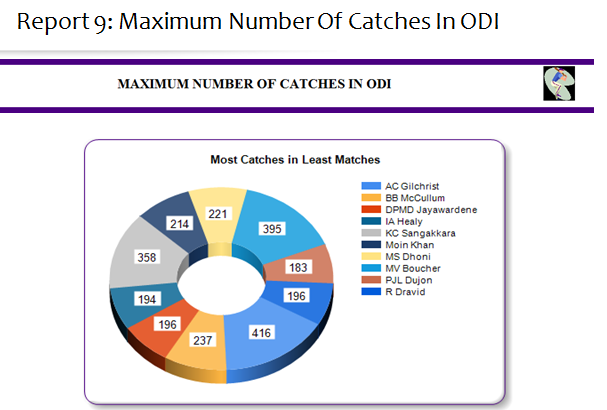 Report 9: Maximum Number Of Catches In ODI
MAXIMUM NUMBER OF CATCHES IN ODI
Most Catches in Least Matches
221
395
214
358
183
194
196
196
237
416
AC Gilchrist
BB McCullum
DPMD Jayawardene
IA Healy
KC Sangakkara
Moin Khan
MS Dhoni
MV Boucher
PJL Dujon
R Dravid